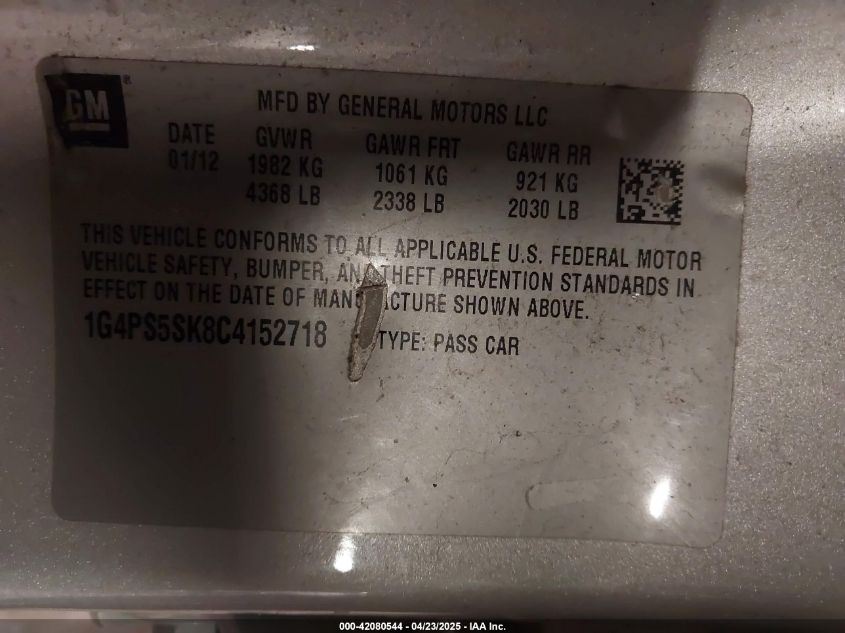 GM ®
MFD BY GENERAL MOTORS LLC
DATE GVWR GAWR FRT GAWR RR
01/12 1982 KG 1061 KG 921 KG
4368 LB 2338 LB 2030 LB
THIS VEHICLE CONFORMS TO ALL APPLICABLE U.S. FEDERAL MOTOR
VEHICLE SAFETY, BUMPER, AND THEFT PREVENTION STANDARDS IN
EFFECT ON THE DATE OF MANUFACTURE SHOWN ABOVE.
1G4PS5SK8C4152718 TYPE: PASS CAR
000-42080544 - 04/23/2025 - IAA Inc.